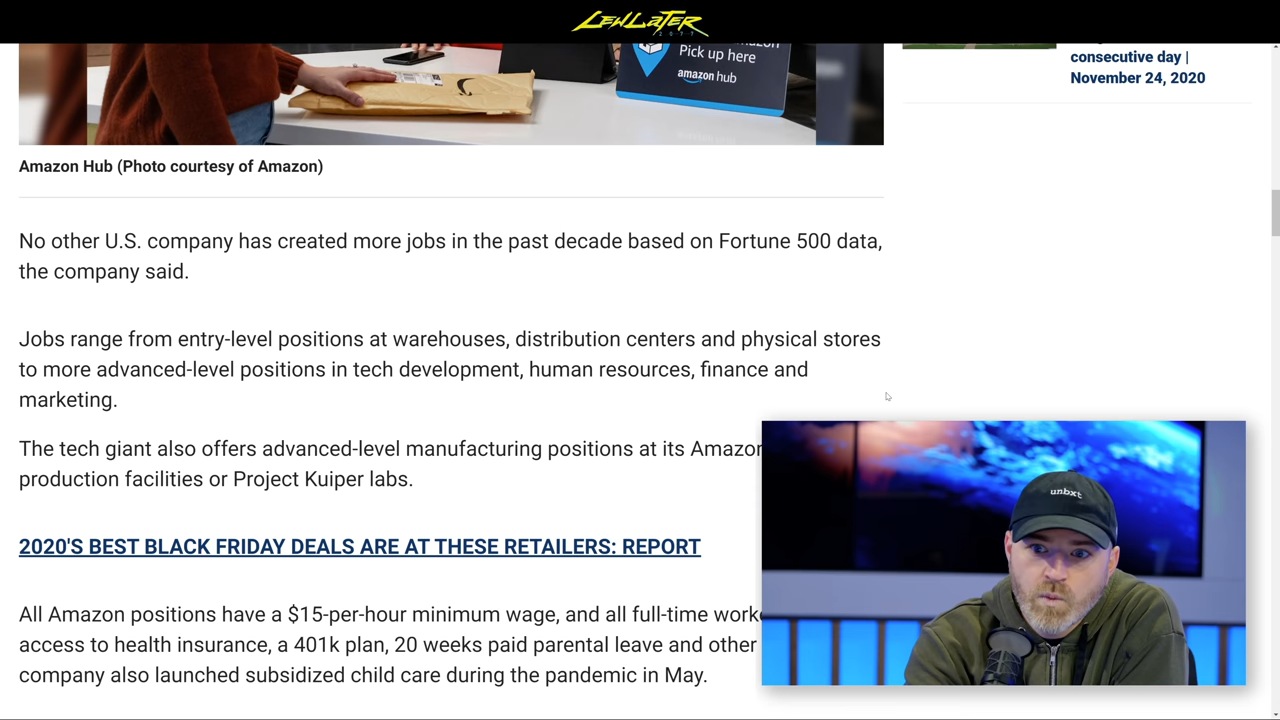 LEWLATER
2077
Pick up here
amazon hub
consecutive day |
November 24, 2020
Amazon Hub (Photo courtesy of Amazon)
No other U.S. company has created more jobs in the past decade based on Fortune 500 data,
the company said.
Jobs range from entry-level positions at warehouses, distribution centers and physical stores
to more advanced-level positions in tech development, human resources, finance and
marketing.
The tech giant also offers advanced-level manufacturing positions at its Amazon
production facilities or Project Kuiper labs.
2020'S BEST BLACK FRIDAY DEALS ARE AT THESE RETAILERS: REPORT
All Amazon positions have a $15-per-hour minimum wage, and all full-time
access to health insurance, a 401k plan, 20 weeks paid parental leave and other
company also launched subsidized child care during the pandemic in May.
unbxt